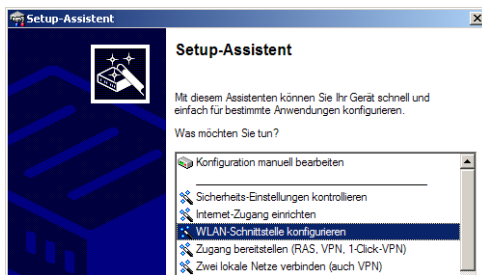 Setup-Assistent
Setup-Assistent
Mit diesem Assistenten können Sie Ihr Gerät schnell und
einfach für bestimmte Anwendungen konfigurieren.
Was möchten Sie tun?
Konfiguration manuell bearbeiten
Sicherheits-Einstellungen kontrollieren
Internet-Zugang einrichten
WLAN-Schnittstelle konfigurieren
Zugang bereitstellen (RAS, VPN, 1-Click-VPN)
Zwei lokale Netze verbinden (auch VPN)